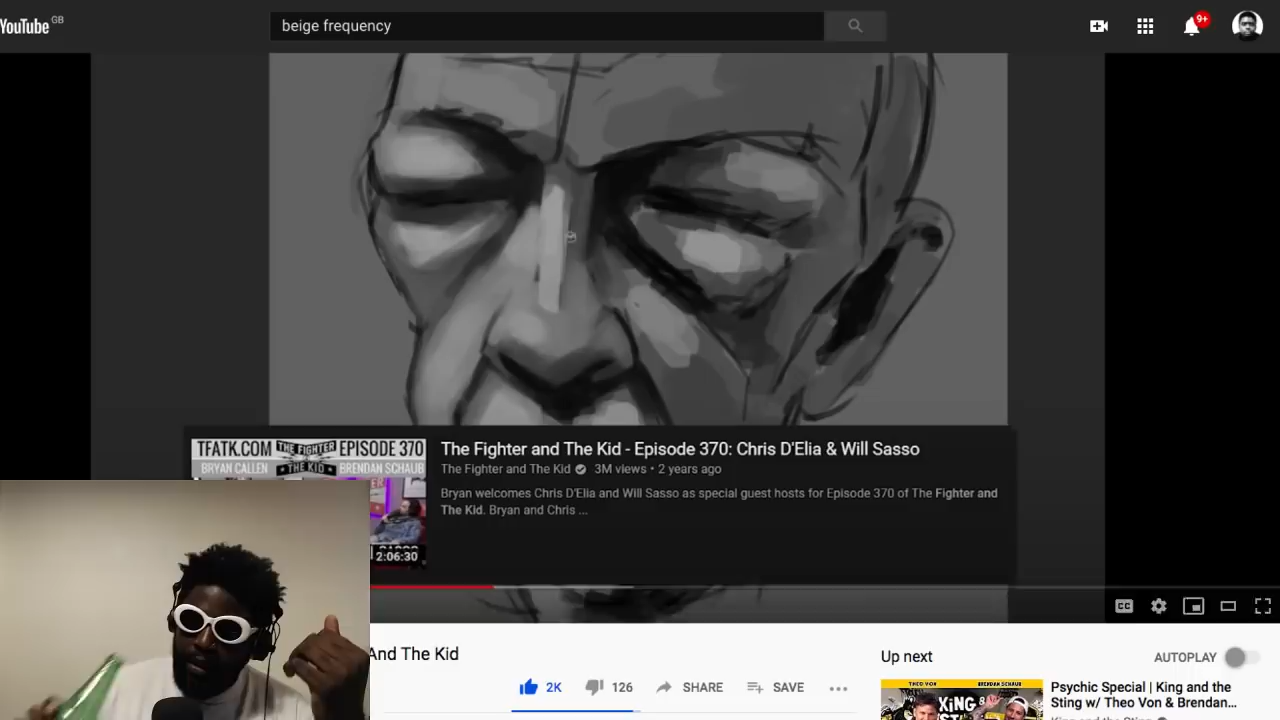 YouTube GB
beige frequency
9+
TFATK.COM THE FIGHTER & THE KID EPISODE 370
BRYAN CALLEN BRENDAN SCHAUB
2:06:30
The Fighter and The Kid - Episode 370: Chris D'Elia & Will Sasso
The Fighter and The Kid 3M views • 2 years ago
Bryan welcomes Chris D'Elia and Will Sasso as special guest hosts for Episode 370 of The Fighter and
The Kid. Bryan and Chris ...
CC
And The Kid
2K 126 SHARE SAVE
Up next
AUTOPLAY
THEO VON BRENDAN SCHAUB
Psychic Special | King and the
Sting w/ Theo Von & Brendan...